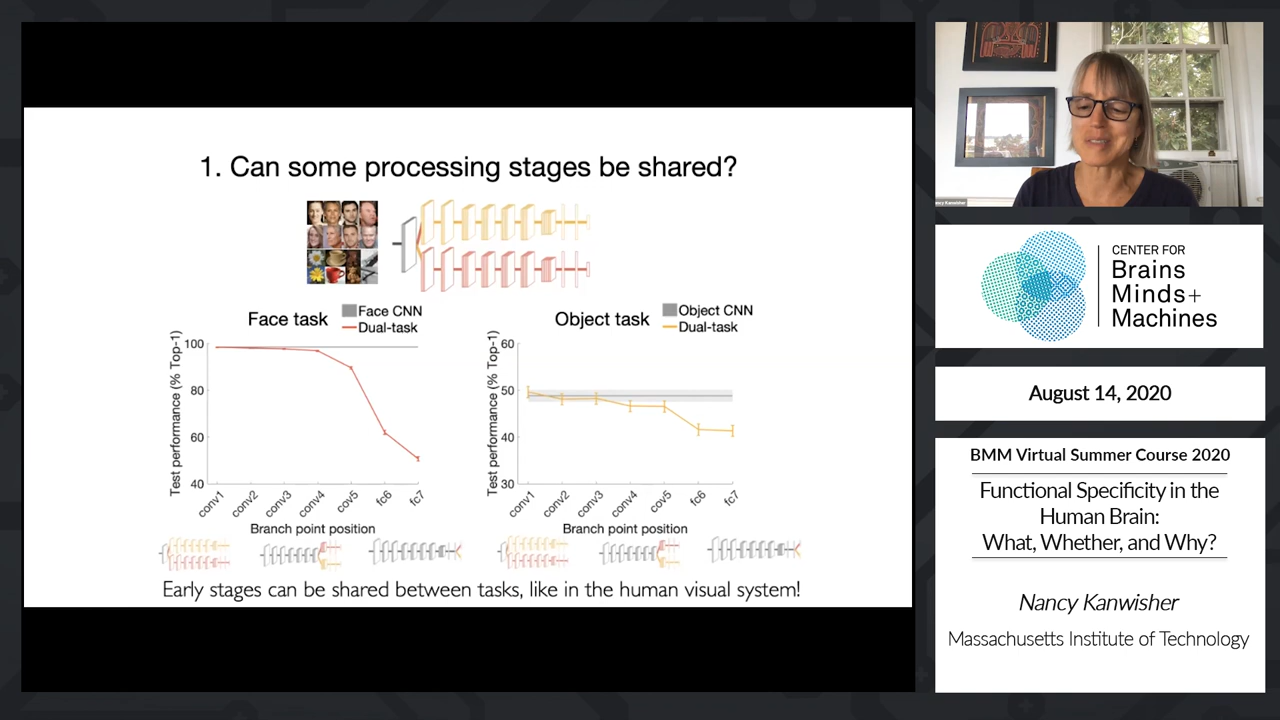 1. Can some processing stages be shared?
Face task
Face CNN
Dual-task
Test performance (% Top-1)
100
80
60
40
conv1
conv2
conv3
conv4
cov5
fc6
fc7
Branch point position
Object task
Object CNN
Dual-task
Test performance (% Top-1)
60
50
40
30
conv1
conv2
conv3
conv4
cov5
fc6
fc7
Branch point position
Early stages can be shared between tasks, like in the human visual system!
Nancy Kanwisher
CENTER FOR
Brains
Minds+
Machines
August 14, 2020
BMM Virtual Summer Course 2020
Functional Specificity in the
Human Brain:
What, Whether, and Why?
Nancy Kanwisher
Massachusetts Institute of Technology